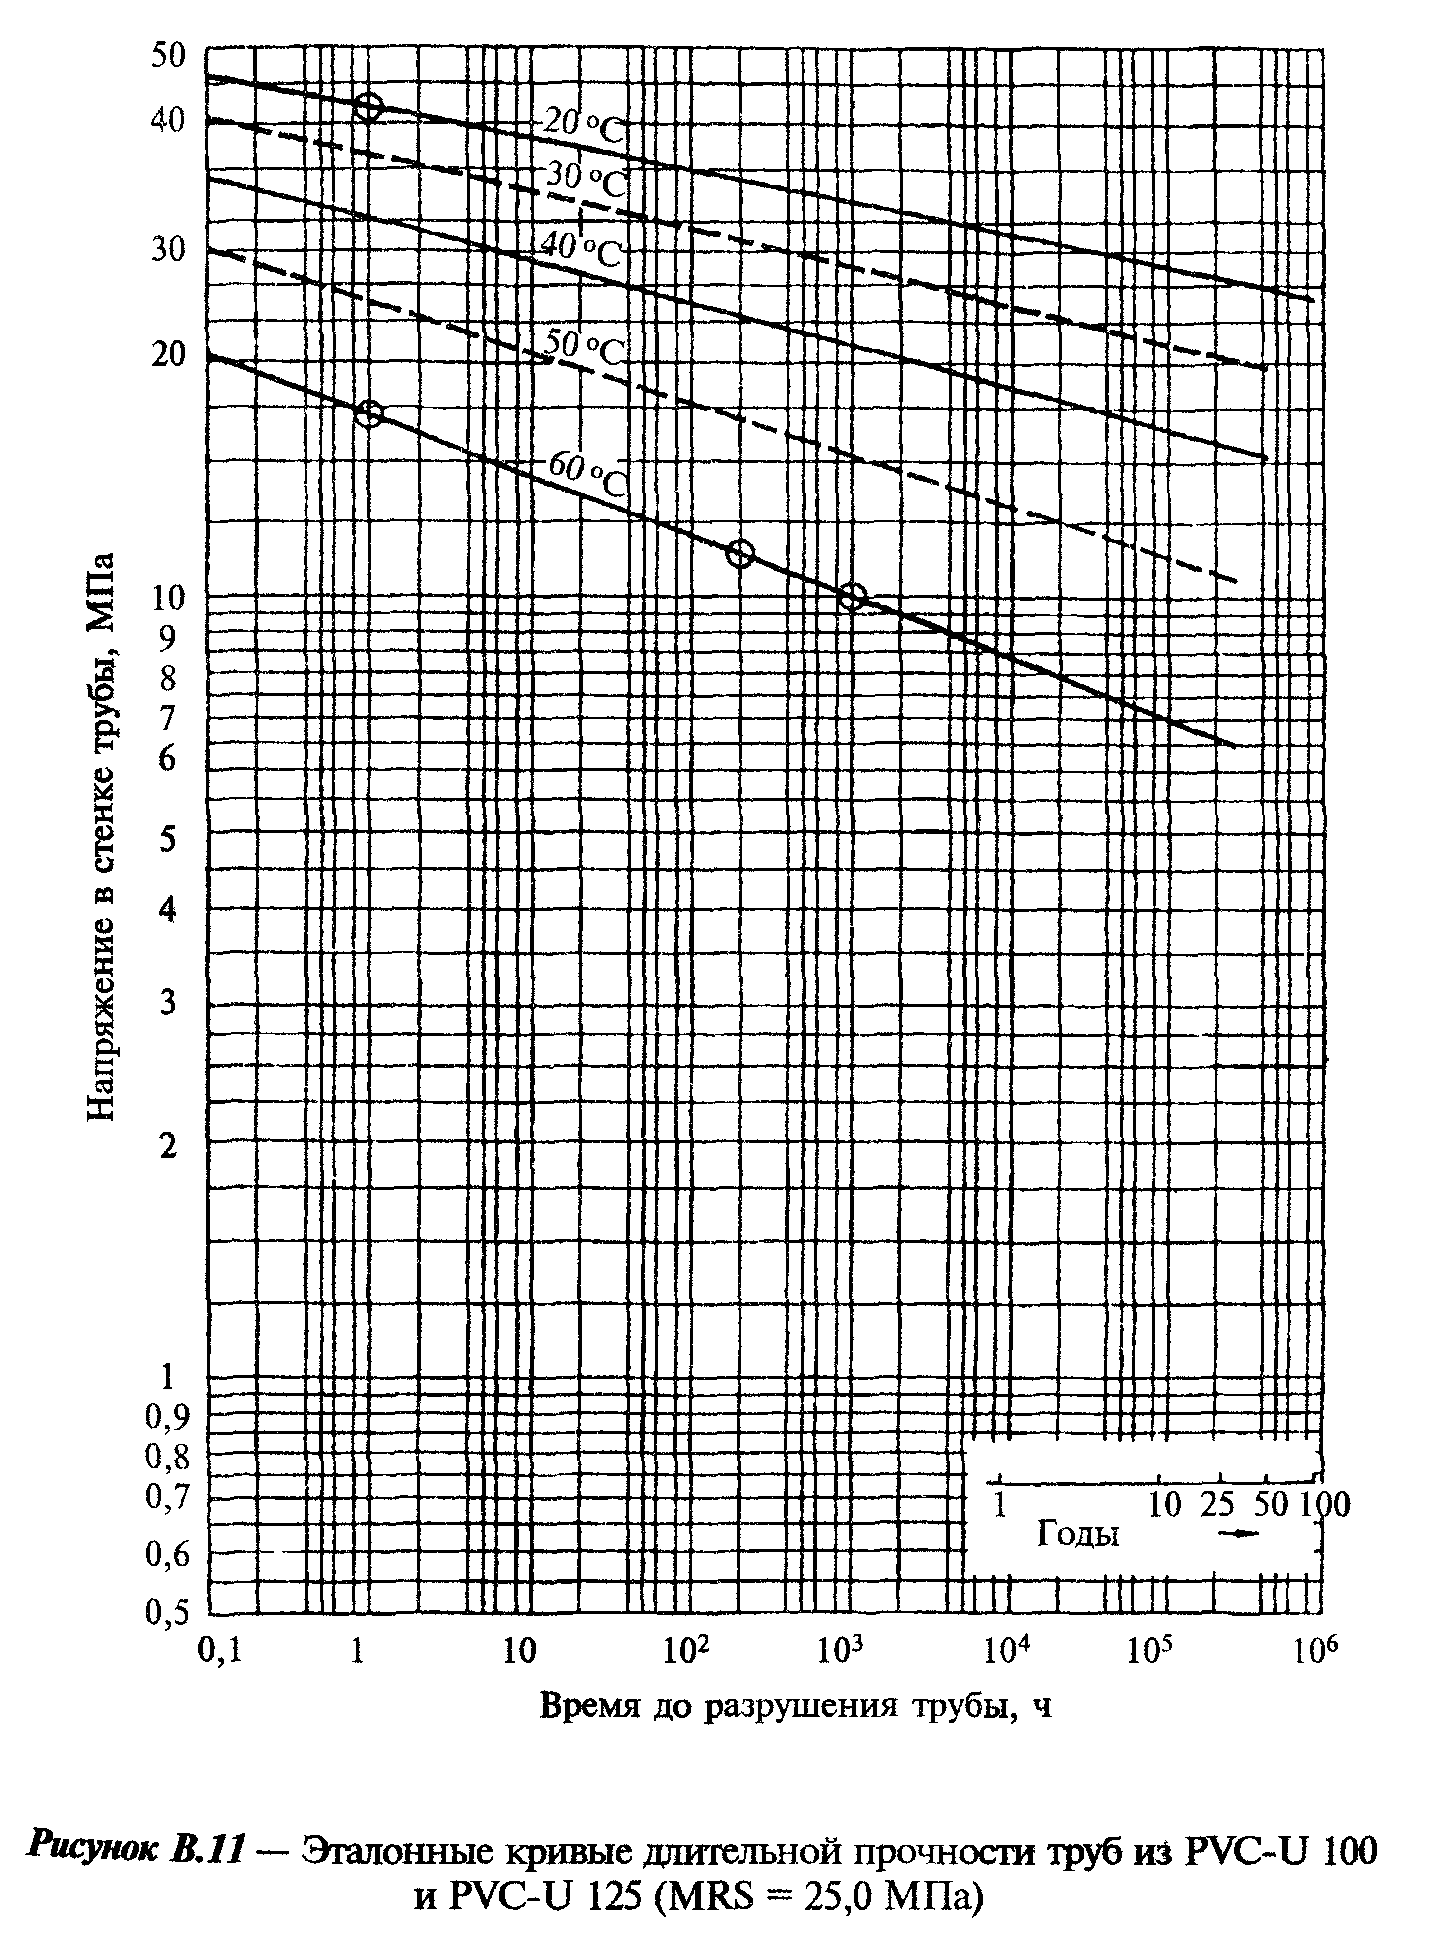 50
40
30
20
10
9
8
7
6
5
4
3
2
1
0,9
0,8
0,7
0,6
0,5
Напряжение в стенке трубы, МПа
20 °C
30 °C
40 °C
50 °C
60 °C
1 10 25 50 100
Годы
0,1 1 10 10² 10³ 10⁴ 10⁵ 10⁶
Время до разрушения трубы, ч
Рисунок В.11 — Эталонные кривые длительной прочности труб из PVC-U 100
и PVC-U 125 (MRS = 25,0 МПа)